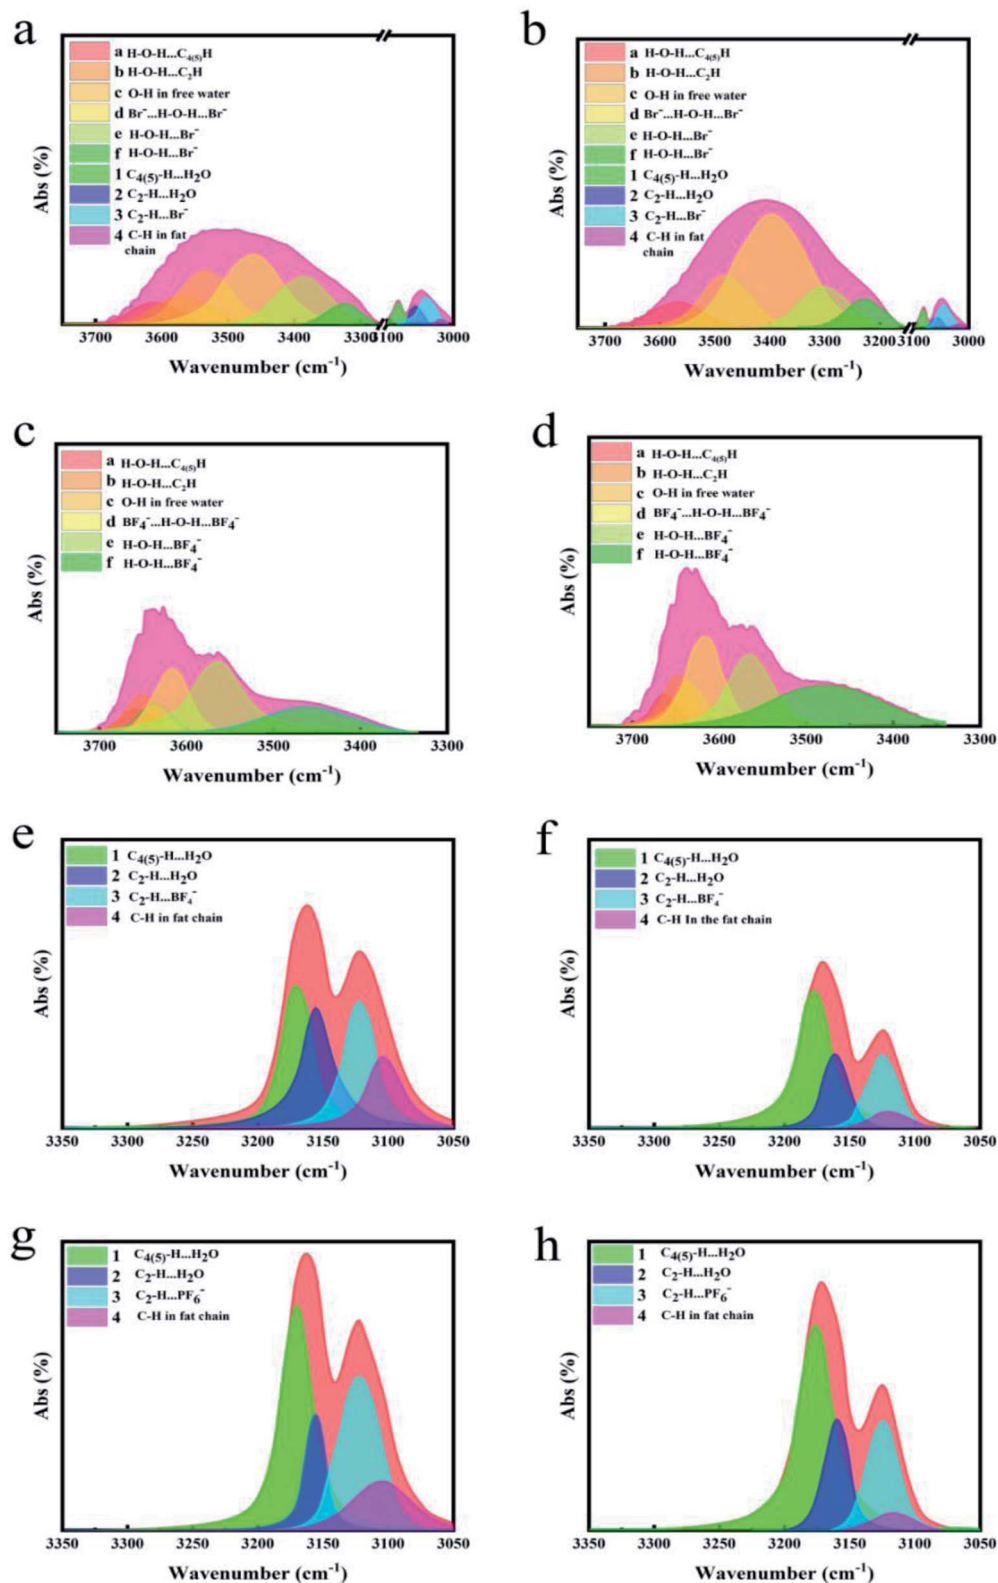 a
a H-O-H...C4(5)H
b H-O-H...C2H
c O-H in free water
d Br-...H-O-H...Br-
e H-O-H...Br-
f H-O-H...Br-
1 C4(5)-H...H2O
2 C2-H...H2O
3 C2-H...Br-
4 C-H in fat
chain
Abs (%)
3700 3600 3500 3400 3300 3100 3000
Wavenumber (cm-1)
b
a H-O-H...C4(5)H
b H-O-H...C2H
c O-H in free water
d Br-...H-O-H...Br-
e H-O-H...Br-
f H-O-H...Br-
1 C4(5)-H...H2O
2 C2-H...H2O
3 C2-H...Br-
4 C-H in fat
chain
Abs (%)
3700 3600 3500 3400 3300 3200 3100 3000
Wavenumber (cm-1)
c
a H-O-H...C4(5)H
b H-O-H...C2H
c O-H in free water
d BF4-...H-O-H...BF4-
e H-O-H...BF4-
f H-O-H...BF4-
Abs (%)
3700 3600 3500 3400 3300
Wavenumber (cm-1)
d
a H-O-H...C4(5)H
b H-O-H...C2H
c O-H in free water
d BF4-...H-O-H...BF4-
e H-O-H...BF4-
f H-O-H...BF4-
Abs (%)
3700 3600 3500 3400 3300
Wavenumber (cm-1)
e
1 C4(5)-H...H2O
2 C2-H...H2O
3 C2-H...BF4-
4 C-H in fat chain
Abs (%)
3350 3300 3250 3200 3150 3100 3050
Wavenumber (cm-1)
f
1 C4(5)-H...H2O
2 C2-H...H2O
3 C2-H...BF4-
4 C-H In the fat chain
Abs (%)
3350 3300 3250 3200 3150 3100 3050
Wavenumber (cm-1)
g
1 C4(5)-H...H2O
2 C2-H...H2O
3 C2-H...PF6-
4 C-H in fat chain
Abs (%)
3350 3300 3250 3200 3150 3100 3050
Wavenumber (cm-1)
h
1 C4(5)-H...H2O
2 C2-H...H2O
3 C2-H...PF6-
4 C-H in fat chain
Abs (%)
3350 3300 3250 3200 3150 3100 3050
Wavenumber (cm-1)